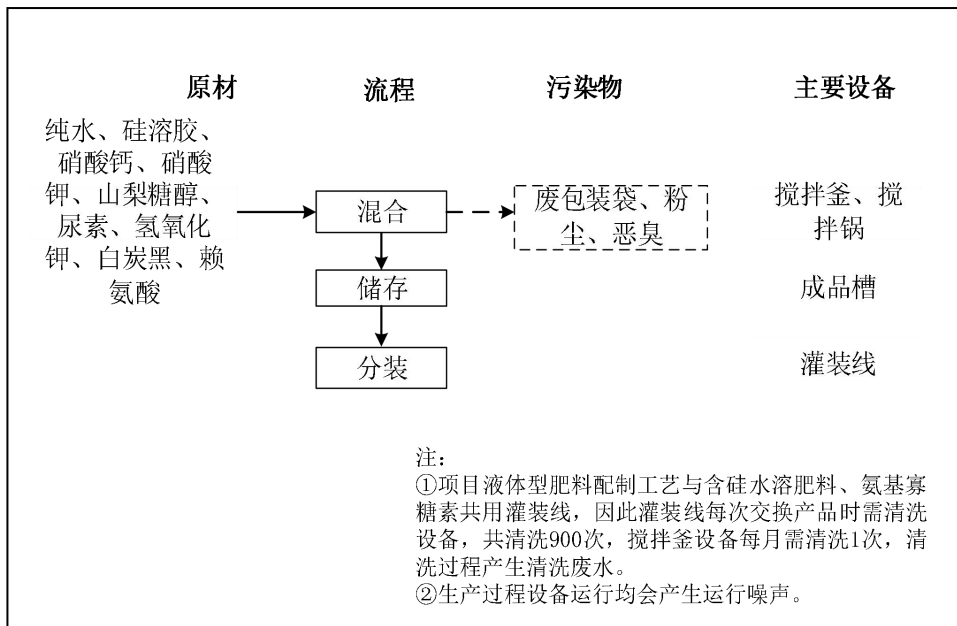 原材 流程 污染物 主要设备
纯水、硅溶胶、
硝酸钙、硝酸
钾、山梨糖醇、
尿素、氢氧化
钾、白炭黑、赖
氨酸
混合
废包装袋、粉
尘、恶臭
搅拌釜、搅
拌锅
储存
成品槽
分装
灌装线
注：
①项目液体型肥料配制工艺与含硅水溶肥料、氨基寡
糖素共用灌装线，因此灌装线每次交换产品时需清洗
设备，共清洗900次，搅拌釜设备每月需清洗1次，清
洗过程产生清洗废水。
②生产过程设备运行均会产生运行噪声。